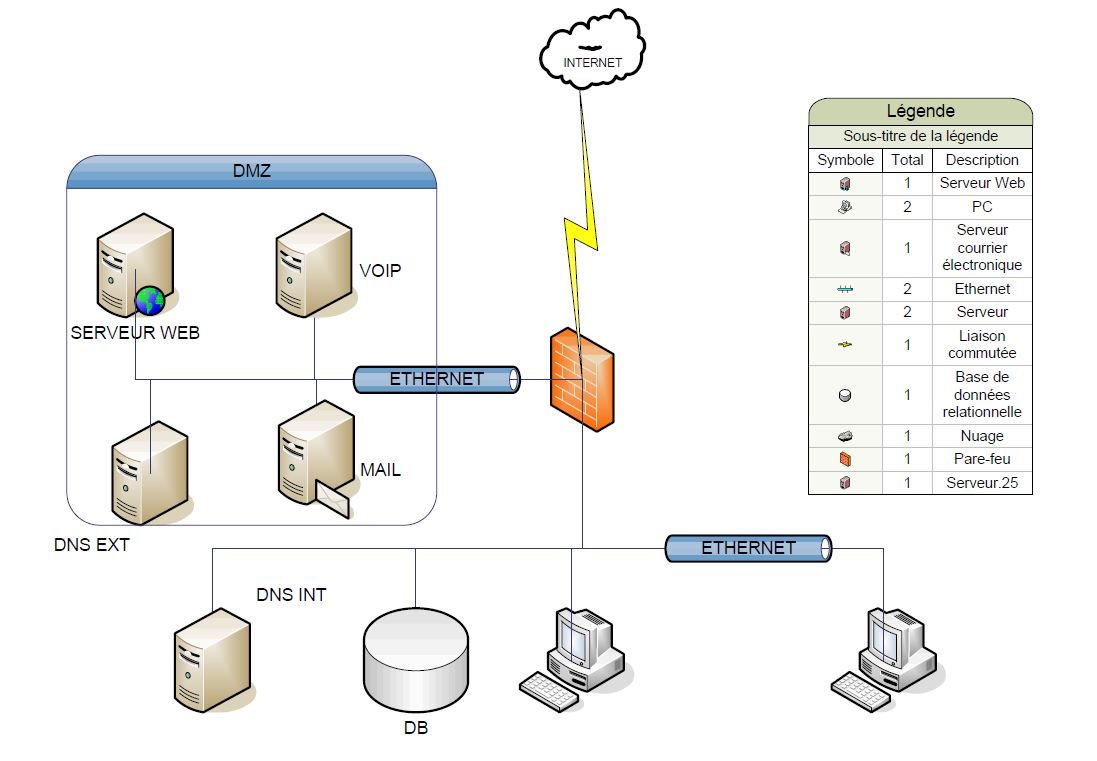 INTERNET
Légende
Sous-titre de la légende
Symbole Total Description
1 Serveur Web
2 PC
1 Serveur
courrier
électronique
2 Ethernet
2 Serveur
1 Liaison
commutée
1 Base de
données
relationnelle
1 Nuage
1 Pare-feu
1 Serveur.25
DMZ
VOIP
SERVEUR WEB
ETHERNET
MAIL
DNS EXT
ETHERNET
DNS INT
DB